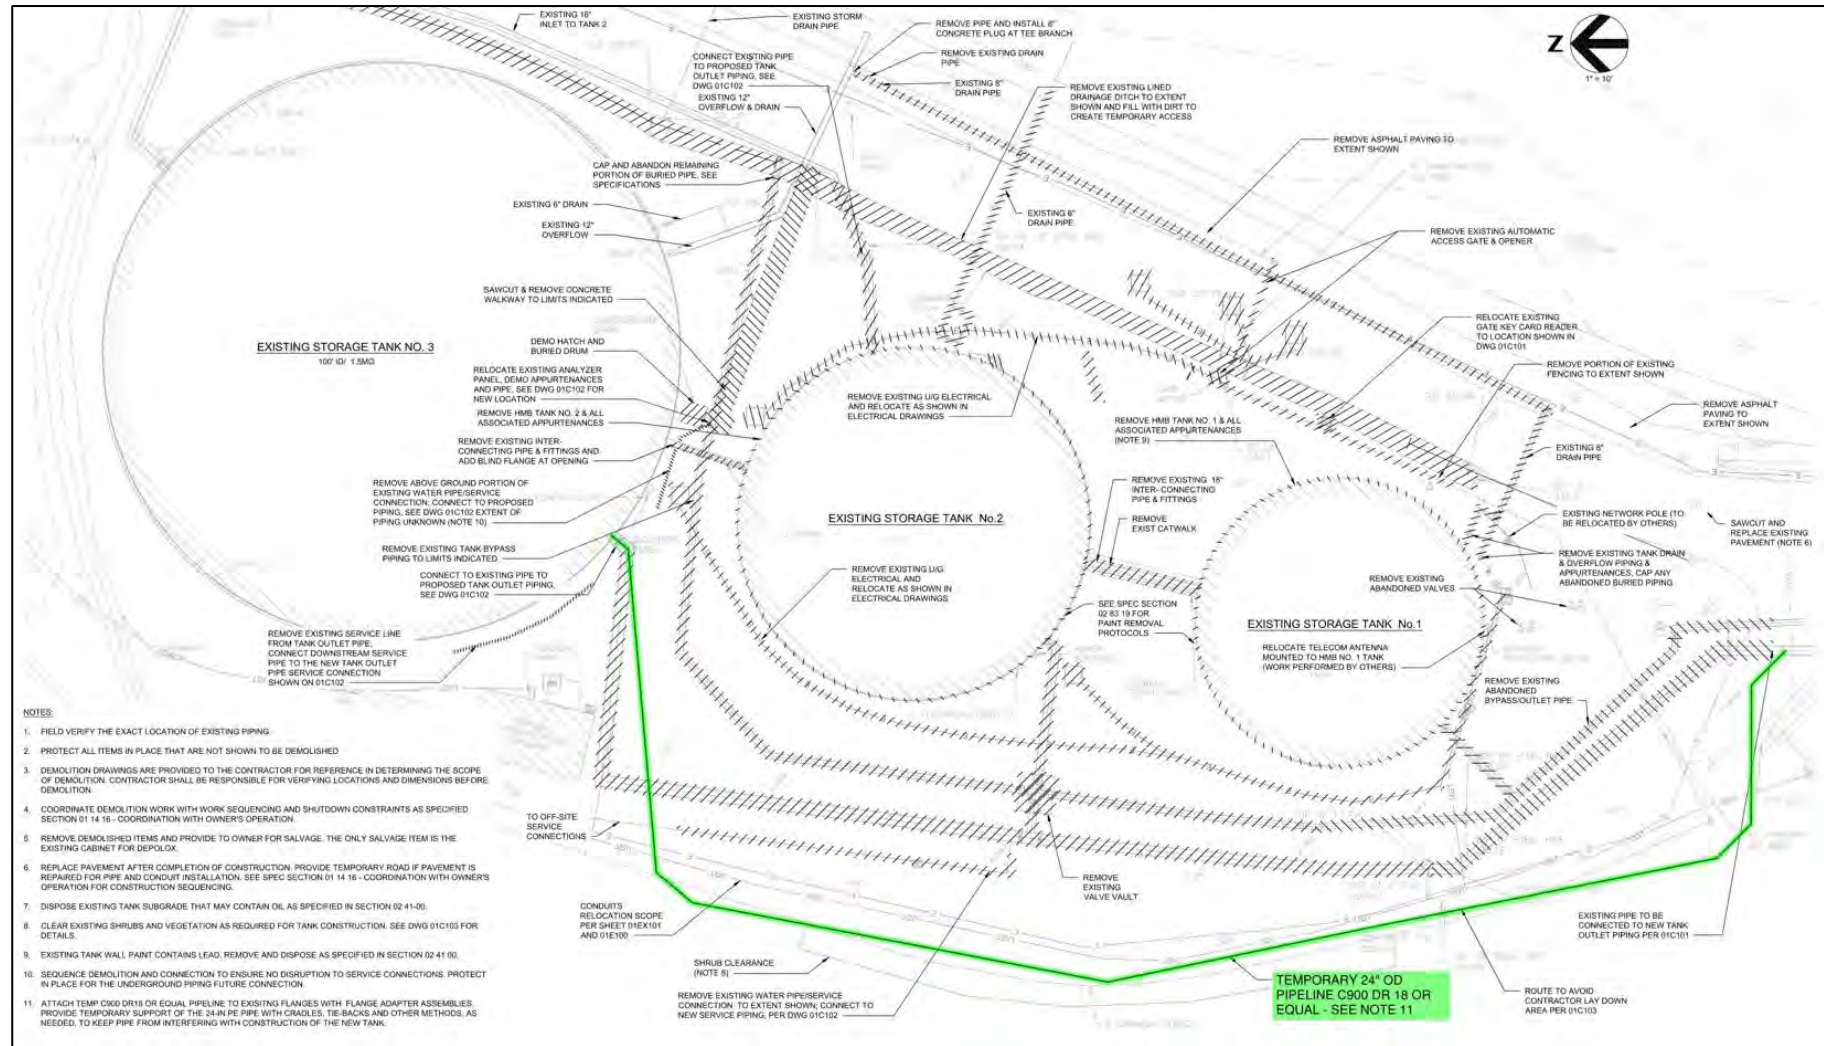 EXISTING 16"
INLET TO TANK 2
EXISTING STORM
DRAIN PIPE
REMOVE PIPE AND INSTALL 8"
CONCRETE PLUG AT TEE BRANCH
REMOVE EXISTING DRAIN
PIPE
EXISTING 8"
DRAIN PIPE
Z
1" = 10'
CONNECT EXISTING PIPE
TO PROPOSED TANK
OUTLET PIPING, SEE
DWG 01C102
EXISTING 12"
OVERFLOW & DRAIN
REMOVE EXISTING LINED
DRAINAGE DITCH TO EXTENT
SHOWN AND FILL WITH DIRT TO
CREATE TEMPORARY ACCESS
REMOVE ASPHALT PAVING TO
EXTENT SHOWN
CAP AND ABANDON REMAINING
PORTION OF BURIED PIPE, SEE
SPECIFICATIONS
EXISTING 6" DRAIN
EXISTING 12"
OVERFLOW
EXISTING 6"
DRAIN PIPE
REMOVE EXISTING AUTOMATIC
ACCESS GATE & OPENER
SAWCUT & REMOVE CONCRETE
WALKWAY TO LIMITS INDICATED
EXISTING STORAGE TANK NO. 3
100' ID/ 1.5MG
DEMO HATCH AND
BURIED DRUM
RELOCATE EXISTING ANALYZER
PANEL, DEMO APPURTENANCES
AND PIPE, SEE DWG 01C102 FOR
NEW LOCATION
REMOVE HMB TANK NO. 2 & ALL
ASSOCIATED APPURTENANCES
REMOVE EXISTING INTER-
CONNECTING PIPE & FITTINGS AND
ADD BLIND FLANGE AT OPENING
REMOVE ABOVE GROUND PORTION OF
EXISTING WATER PIPE/SERVICE
CONNECTION; CONNECT TO PROPOSED
PIPING, SEE DWG 01C102 EXTENT OF
PIPING UNKNOWN (NOTE 10)
REMOVE EXISTING TANK BYPASS
PIPING TO LIMITS INDICATED
CONNECT TO EXISTING PIPE TO
PROPOSED TANK OUTLET PIPING,
SEE DWG 01C102
REMOVE EXISTING SERVICE LINE
FROM TANK OUTLET PIPE;
CONNECT DOWNSTREAM SERVICE
PIPE TO THE NEW TANK OUTLET
PIPE SERVICE CONNECTION
SHOWN ON 01C102
REMOVE EXISTING U/G ELECTRICAL
AND RELOCATE AS SHOWN IN
ELECTRICAL DRAWINGS
EXISTING STORAGE TANK No.2
REMOVE EXISTING U/G
ELECTRICAL AND
RELOCATE AS SHOWN IN
ELECTRICAL DRAWINGS
REMOVE HMB TANK NO. 1 & ALL
ASSOCIATED APPURTENANCES
(NOTE 9)
REMOVE EXISTING 18"
INTER- CONNECTING
PIPE & FITTINGS
REMOVE
EXIST CATWALK
SEE SPEC SECTION
02 83 19 FOR
PAINT REMOVAL
PROTOCOLS
RELOCATE EXISTING
GATE KEY CARD READER
TO LOCATION SHOWN IN
DWG 01C101
REMOVE PORTION OF EXISTING
FENCING TO EXTENT SHOWN
REMOVE ASPHALT
PAVING TO
EXTENT SHOWN
EXISTING 8"
DRAIN PIPE
EXISTING NETWORK POLE (TO
BE RELOCATED BY OTHERS)
SAWCUT AND
REPLACE EXISTING
PAVEMENT (NOTE 6)
REMOVE EXISTING TANK DRAIN
& OVERFLOW PIPING &
APPURTENANCES, CAP ANY
ABANDONED BURIED PIPING
REMOVE EXISTING
ABANDONED VALVES
EXISTING STORAGE TANK No.1
RELOCATE TELECOM ANTENNA
MOUNTED TO HMB NO. 1 TANK
(WORK PERFORMED BY OTHERS)
REMOVE EXISTING
ABANDONED
BYPASS/OUTLET PIPE
NOTES:
1. FIELD VERIFY THE EXACT LOCATION OF EXISTING PIPING
2. PROTECT ALL ITEMS IN PLACE THAT ARE NOT SHOWN TO BE DEMOLISHED
3. DEMOLITION DRAWINGS ARE PROVIDED TO THE CONTRACTOR FOR REFERENCE IN DETERMINING THE SCOPE
OF DEMOLITION. CONTRACTOR SHALL BE RESPONSIBLE FOR VERIFYING LOCATIONS AND DIMENSIONS BEFORE
DEMOLITION.
4. COORDINATE DEMOLITION WORK WITH WORK SEQUENCING AND SHUTDOWN CONSTRAINTS AS SPECIFIED
SECTION 01 14 16 - COORDINATION WITH OWNER'S OPERATION.
5. REMOVE DEMOLISHED ITEMS AND PROVIDE TO OWNER FOR SALVAGE. THE ONLY SALVAGE ITEM IS THE
EXISTING CABINET FOR DEPOLOX.
6. REPLACE PAVEMENT AFTER COMPLETION OF CONSTRUCTION. PROVIDE TEMPORARY ROAD IF PAVEMENT IS
REPAIRED FOR PIPE AND CONDUIT INSTALLATION. SEE SPEC SECTION 01 14 16 - COORDINATION WITH OWNER'S
OPERATION FOR CONSTRUCTION SEQUENCING.
7. DISPOSE EXISTING TANK SUBGRADE THAT MAY CONTAIN OIL AS SPECIFIED IN SECTION 02 41-00.
8. CLEAR EXISTING SHRUBS AND VEGETATION AS REQUIRED FOR TANK CONSTRUCTION. SEE DWG 01C103 FOR
DETAILS.
9. EXISTING TANK WALL PAINT CONTAINS LEAD. REMOVE AND DISPOSE AS SPECIFIED IN SECTION 02 41 00.
10. SEQUENCE DEMOLITION AND CONNECTION TO ENSURE NO DISRUPTION TO SERVICE CONNECTIONS. PROTECT
IN PLACE FOR THE UNDERGROUND PIPING FUTURE CONNECTION.
11. ATTACH TEMP C900 DR18 OR EQUAL PIPELINE TO EXISITNG FLANGES WITH FLANGE ADAPTER ASSEMBLIES.
PROVIDE TEMPORARY SUPPORT OF THE 24-IN PE PIPE WITH CRADLES, TIE-BACKS AND OTHER METHODS, AS
NEEDED, TO KEEP PIPE FROM INTERFERING WITH CONSTRUCTION OF THE NEW TANK.
TO OFF-SITE
SERVICE
CONNECTIONS
CONDUITS
RELOCATION SCOPE
PER SHEET 01EX101
AND 01E100
SHRUB CLEARANCE
(NOTE 8)
REMOVE EXISTING WATER PIPE/SERVICE
CONNECTION TO EXTENT SHOWN; CONNECT TO
NEW SERVICE PIPING, PER DWG 01C102
REMOVE
EXISTING
VALVE VAULT
TEMPORARY 24" OD
PIPELINE C900 DR 18 OR
EQUAL - SEE NOTE 11
ROUTE TO AVOID
CONTRACTOR LAY DOWN
AREA PER 01C103
EXISTING PIPE TO BE
CONNECTED TO NEW TANK
OUTLET PIPING PER 01C101